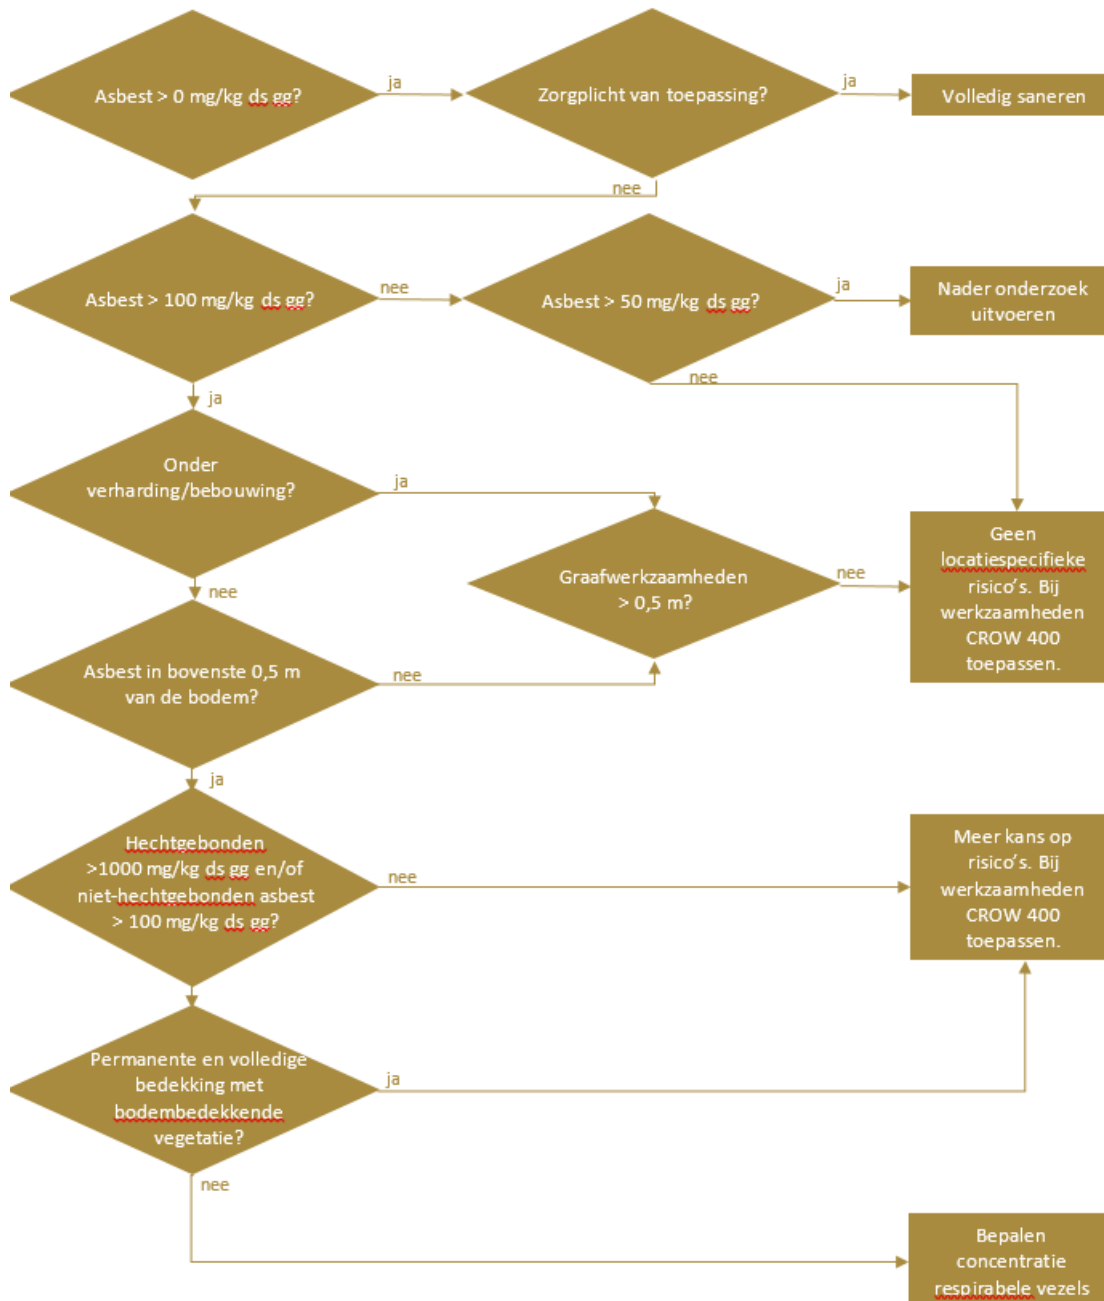 Asbest > 0 mg/kg ds gg?
ja
Zorgplicht van toepassing?
ja
Volledig saneren
nee
Asbest > 100 mg/kg ds gg?
nee
Asbest > 50 mg/kg ds gg?
ja
Nader onderzoek
uitvoeren
nee
ja
Onder
verharding/bebouwing?
ja
nee
Graafwerkzaamheden
> 0,5 m?
nee
Geen
locatiespecifieke
risico's. Bij
werkzaamheden
CROW 400
toepassen.
Asbest in bovenste 0,5 m
van de bodem?
nee
ja
Hechtgebonden
>1000 mg/kg ds gg en/of
niet-hechtgebonden asbest
> 100 mg/kg ds gg?
nee
Meer kans op
risico's. Bij
werkzaamheden
CROW 400
toepassen.
Permanente en volledige
bedekking met
bodembedekkende
vegetatie?
ja
nee
Bepalen
concentratie
respirabele vezels